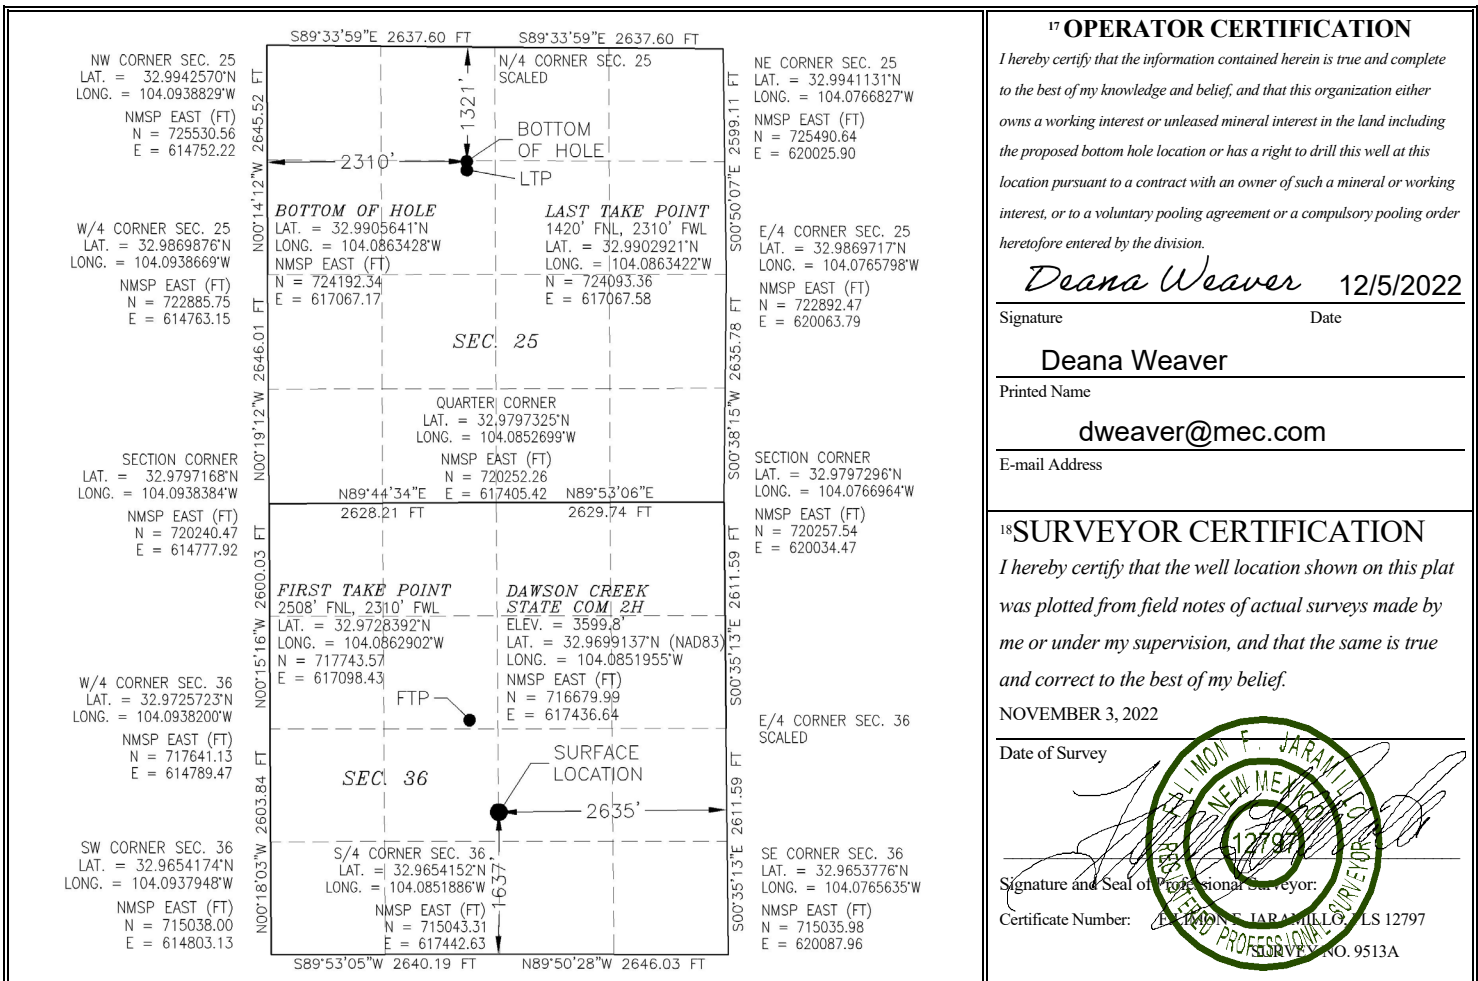 S89°33'59"E 2637.60 FT
S89°33'59"E 2637.60 FT
NW CORNER SEC. 25
LAT. = 32.9942570°N
LONG. = 104.0938829°W
NMSP EAST (FT)
N = 725530.56
E = 614752.22
N/4 CORNER SEC. 25
SCALED
NE CORNER SEC. 25
LAT. = 32.9941131°N
LONG. = 104.0766827°W
NMSP EAST (FT)
N = 725490.64
E = 620025.90
N00°14'12"W 2645.52 FT
1321'
2310'
BOTTOM
OF HOLE
LTP
S00°50'07"E 2599.11 FT
BOTTOM OF HOLE
LAT. = 32.9905641°N
LONG. = 104.0863428°W
NMSP EAST (FT)
N = 724192.34
E = 617067.17
LAST TAKE POINT
1420' FNL, 2310' FWL
LAT. = 32.9902921°N
LONG. = 104.0863422°W
NMSP EAST (FT)
N = 724093.36
E = 617067.58
W/4 CORNER SEC. 25
LAT. = 32.9869876°N
LONG. = 104.0938669°W
NMSP EAST (FT)
N = 722885.75
E = 614763.15
E/4 CORNER SEC. 25
LAT. = 32.9869717°N
LONG. = 104.0765798°W
NMSP EAST (FT)
N = 722892.47
E = 620063.79
SEC. 25
N00°19'12"W 2646.01 FT
S00°38'15"W 2635.78 FT
QUARTER CORNER
LAT. = 32.9797325°N
LONG. = 104.0852699°W
NMSP EAST (FT)
N = 720252.26
E = 617405.42
SECTION CORNER
LAT. = 32.9797168°N
LONG. = 104.0938384°W
NMSP EAST (FT)
N = 720240.47
E = 614777.92
SECTION CORNER
LAT. = 32.9797296°N
LONG. = 104.0766964°W
NMSP EAST (FT)
N = 720257.54
E = 620034.47
N89°44'34"E
2628.21 FT
N89°53'06"E
2629.74 FT
N00°15'16"W 2600.03 FT
S00°35'13"E 2611.59 FT
FIRST TAKE POINT
2508' FNL, 2310' FWL
LAT. = 32.9728392°N
LONG. = 104.0862902°W
N = 717743.57
E = 617098.43
DAWSON CREEK
STATE COM 2H
ELEV. = 3599.8'
LAT. = 32.9699137°N (NAD83)
LONG. = 104.0851955°W
NMSP EAST (FT)
N = 716679.99
E = 617436.64
FTP
W/4 CORNER SEC. 36
LAT. = 32.9725723°N
LONG. = 104.0938200°W
NMSP EAST (FT)
N = 717641.13
E = 614789.47
E/4 CORNER SEC. 36
SCALED
SEC. 36
SURFACE
LOCATION
2635'
1637'
N00°18'03"W 2603.84 FT
S00°35'13"E 2611.59 FT
SW CORNER SEC. 36
LAT. = 32.9654174°N
LONG. = 104.0937948°W
NMSP EAST (FT)
N = 715038.00
E = 614803.13
S/4 CORNER SEC. 36
LAT. = 32.9654152°N
LONG. = 104.0851886°W
NMSP EAST (FT)
N = 715043.31
E = 617442.63
SE CORNER SEC. 36
LAT. = 32.9653776°N
LONG. = 104.0765635°W
NMSP EAST (FT)
N = 715035.98
E = 620087.96
S89°53'05"W 2640.19 FT
N89°50'28"W 2646.03 FT
17 OPERATOR CERTIFICATION
I hereby certify that the information contained herein is true and complete
to the best of my knowledge and belief, and that this organization either
owns a working interest or unleased mineral interest in the land including
the proposed bottom hole location or has a right to drill this well at this
location pursuant to a contract with an owner of such a mineral or working
interest, or to a voluntary pooling agreement or a compulsory pooling order
heretofore entered by the division.
Deana Weaver 12/5/2022
Signature Date
Deana Weaver
Printed Name
dweaver@mec.com
E-mail Address
18SURVEYOR CERTIFICATION
I hereby certify that the well location shown on this plat
was plotted from field notes of actual surveys made by
me or under my supervision, and that the same is true
and correct to the best of my belief.
NOVEMBER 3, 2022
Date of Survey
FILIMON F. JARAMILLO
NEW MEXICO
12797
REGISTERED PROFESSIONAL SURVEYOR
Signature and Seal of Professional Surveyor:
Certificate Number: FILIMON F. JARAMILLO, PLS 12797
SURVEY NO. 9513A